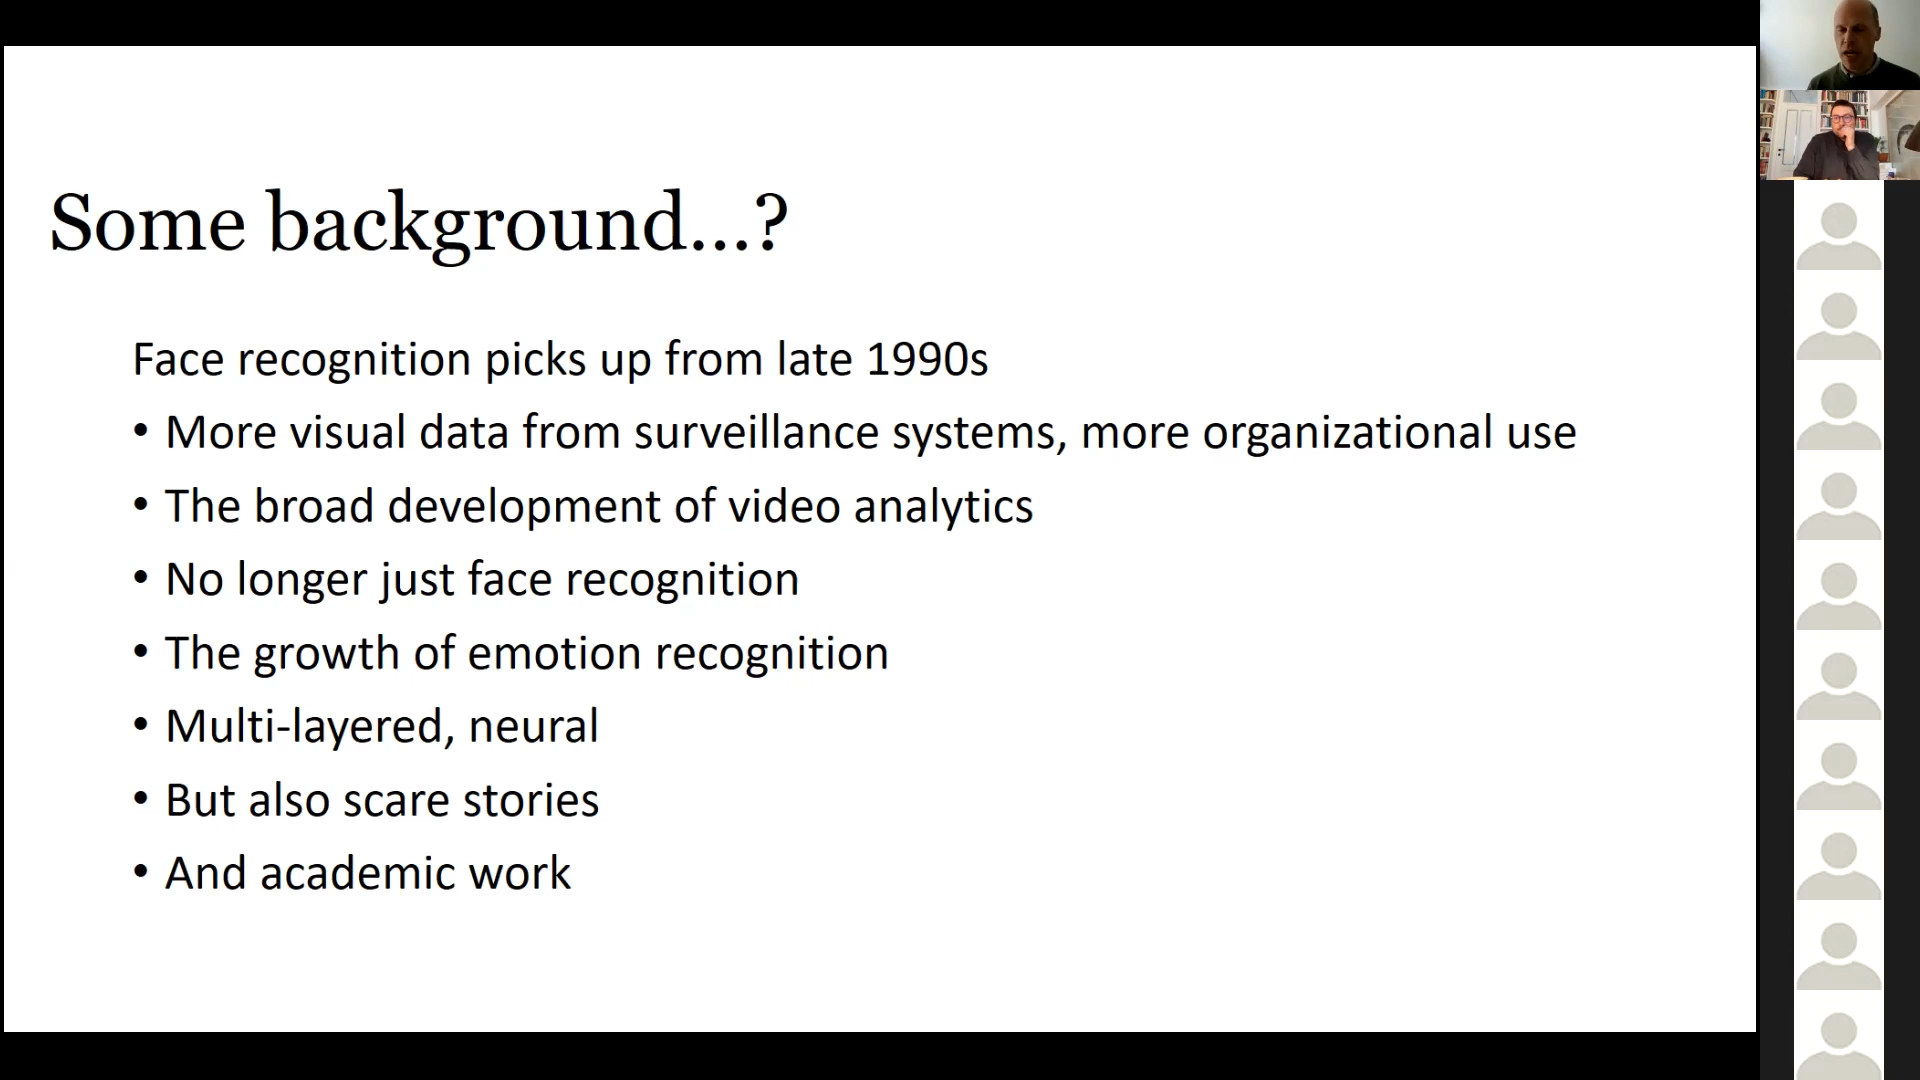 Some background...?
Face recognition picks up from late 1990s
• More visual data from surveillance systems, more organizational use
• The broad development of video analytics
• No longer just face recognition
• The growth of emotion recognition
• Multi-layered, neural
• But also scare stories
• And academic work